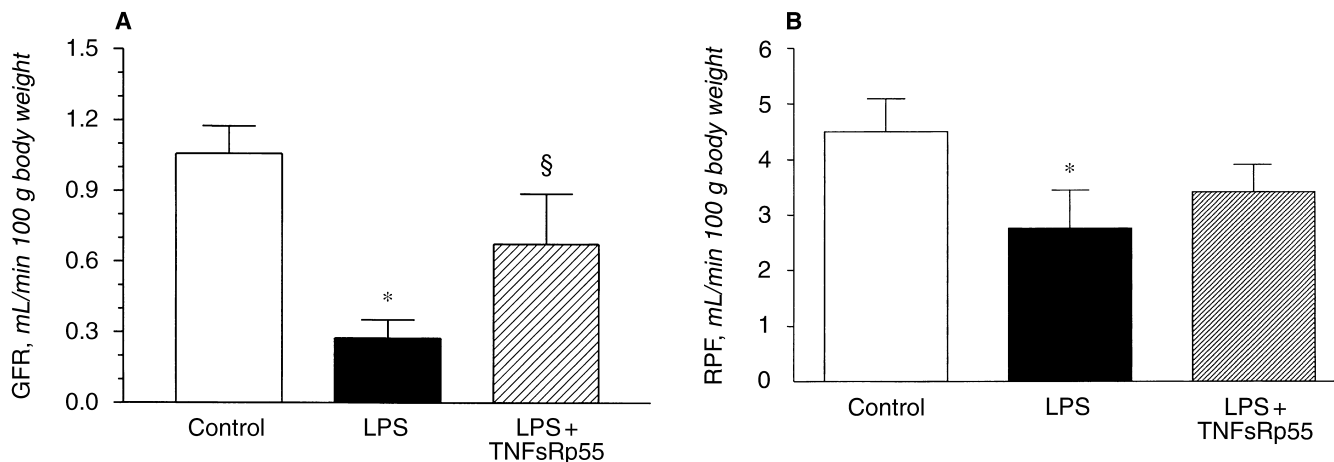 A
GFR, mL/min 100 g body weight
1.5
1.2
0.9
0.6
0.3
0.0
*
§
Control
LPS
LPS +
TNFsRp55
B
RPF, mL/min 100 g body weight
6
5
4
3
2
1
0
*
Control
LPS
LPS +
TNFsRp55